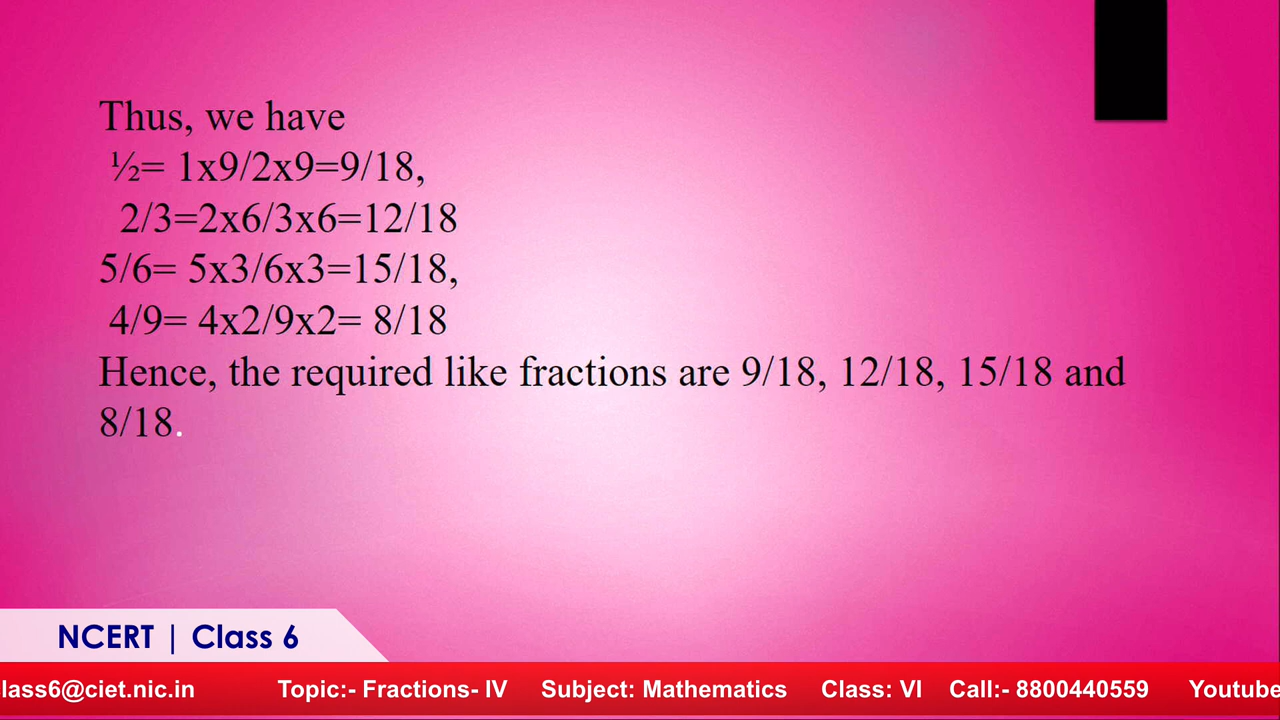 Thus, we have
½= 1x9/2x9=9/18,
2/3=2x6/3x6=12/18
5/6= 5x3/6x3=15/18,
4/9= 4x2/9x2= 8/18
Hence, the required like fractions are 9/18, 12/18, 15/18 and
8/18.
NCERT | Class 6
lass6@ciet.nic.in Topic:- Fractions- IV Subject: Mathematics Class: VI Call:- 8800440559 Youtube